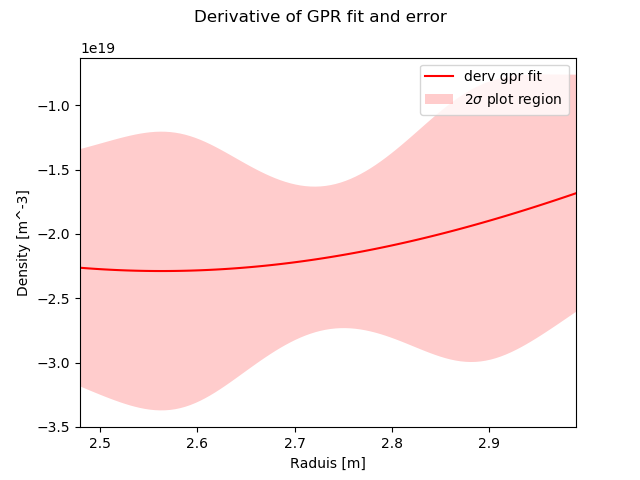 Derivative of GPR fit and error
1e19
derv gpr fit
2σ plot region
−1.0
−1.5
−2.0
−2.5
−3.0
−3.5
Density [m^-3]
2.5 2.6 2.7 2.8 2.9
Raduis [m]